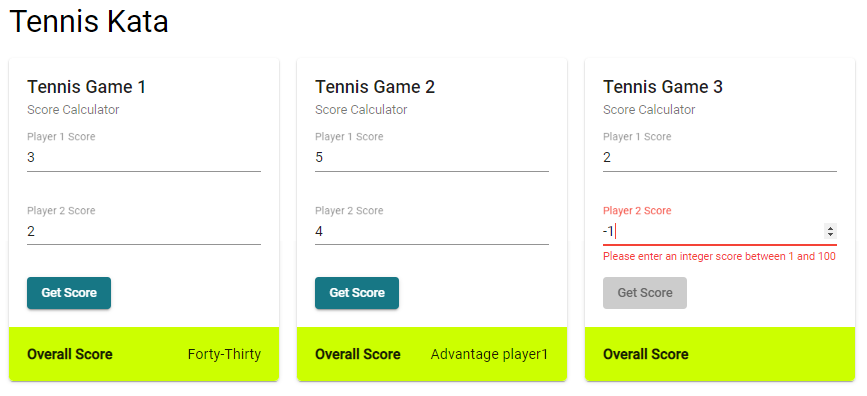 Tennis Kata
Tennis Game 1
Score Calculator
Player 1 Score
3
Player 2 Score
2
Get Score
Overall Score Forty-Thirty
Tennis Game 2
Score Calculator
Player 1 Score
5
Player 2 Score
4
Get Score
Overall Score Advantage player1
Tennis Game 3
Score Calculator
Player 1 Score
2
Player 2 Score
-1
Please enter an integer score between 1 and 100
Get Score
Overall Score